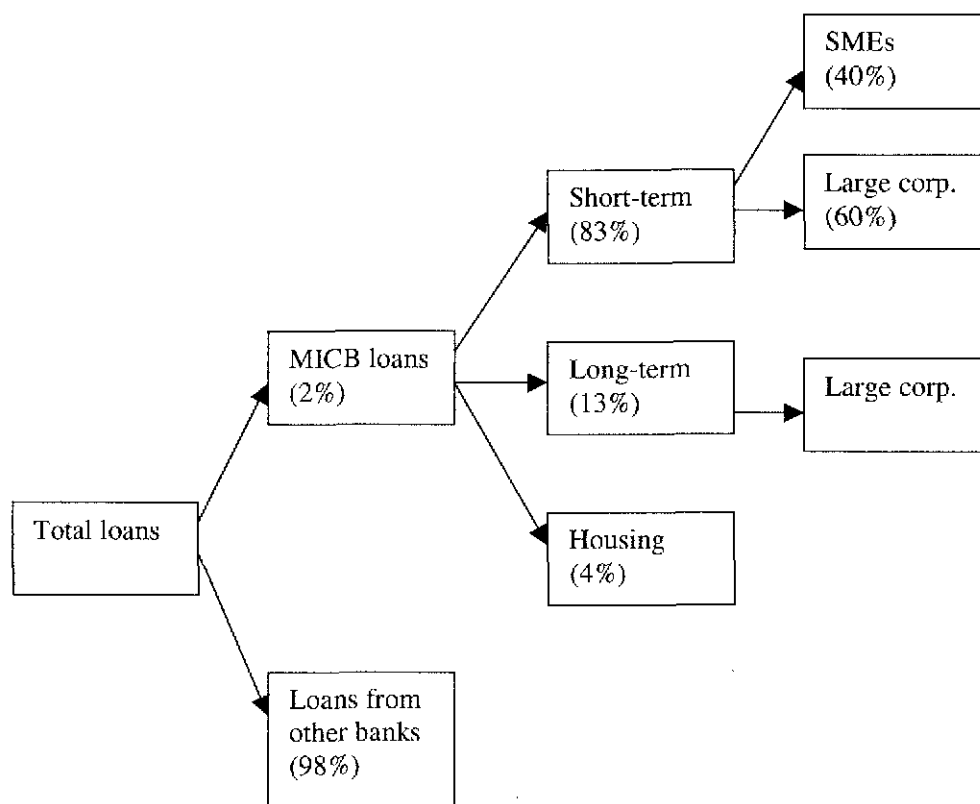 SMEs
(40%)
Short-term
(83%)
Large corp.
(60%)
MICB loans
(2%)
Long-term
(13%)
Large corp.
Total loans
Housing
(4%)
Loans from
other banks
(98%)